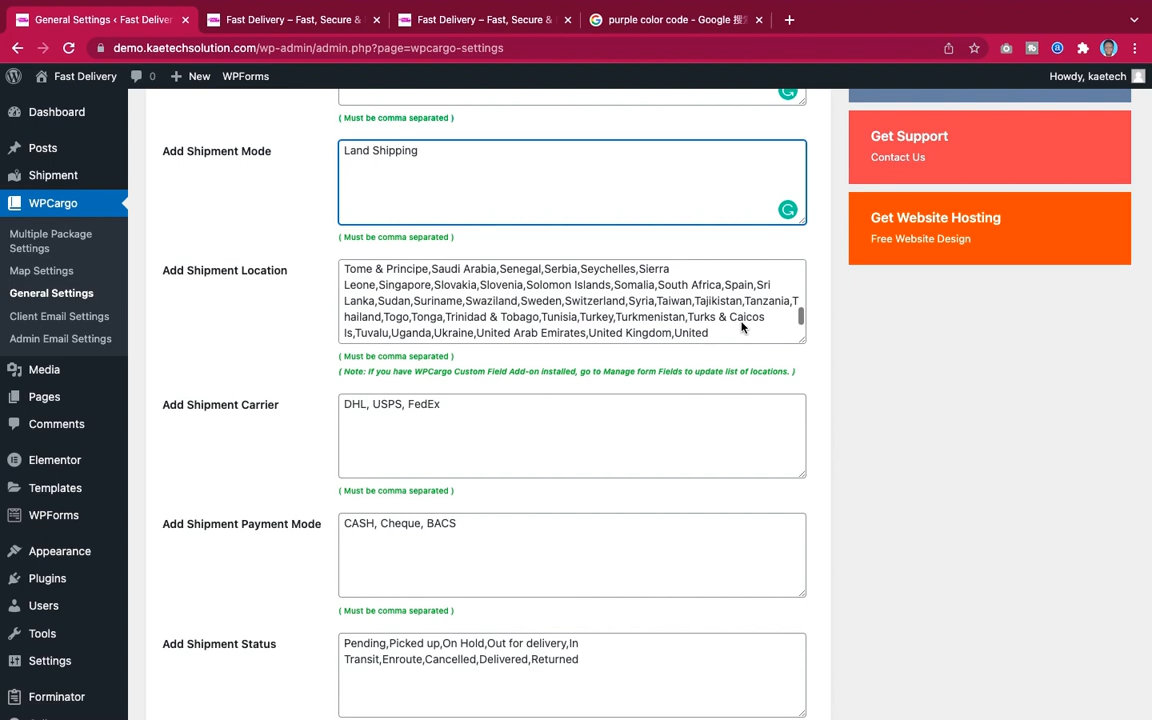 General Settings ‹ Fast Deliver
Fast Delivery – Fast, Secure &
Fast Delivery – Fast, Secure &
purple color code - Google 搜
demo.kaetechsolution.com/wp-admin/admin.php?page=wpcargo-settings
Fast Delivery
0
New
WPForms
Howdy, kaetech
Dashboard
Posts
Shipment
WPCargo
Multiple Package
Settings
Map Settings
General Settings
Client Email Settings
Admin Email Settings
Media
Pages
Comments
Elementor
Templates
WPForms
Appearance
Plugins
Users
Tools
Settings
Forminator
( Must be comma separated )
Add Shipment Mode
Land Shipping
( Must be comma separated )
Add Shipment Location
Tome & Principe,Saudi Arabia,Senegal,Serbia,Seychelles,Sierra
Leone,Singapore,Slovakia,Slovenia,Solomon Islands,Somalia,South Africa,Spain,Sri
Lanka,Sudan,Suriname,Swaziland,Sweden,Switzerland,Syria,Taiwan,Tajikistan,Tanzania,T
hailand,Togo,Tonga,Trinidad & Tobago,Tunisia,Turkey,Turkmenistan,Turks & Caicos
Is,Tuvalu,Uganda,Ukraine,United Arab Emirates,United Kingdom,United
( Must be comma separated )
( Note: If you have WPCargo Custom Field Add-on installed, go to Manage form Fields to update list of locations. )
Add Shipment Carrier
DHL, USPS, FedEx
( Must be comma separated )
Add Shipment Payment Mode
CASH, Cheque, BACS
( Must be comma separated )
Add Shipment Status
Pending,Picked up,On Hold,Out for delivery,In
Transit,Enroute,Cancelled,Delivered,Returned
Get Support
Contact Us
Get Website Hosting
Free Website Design